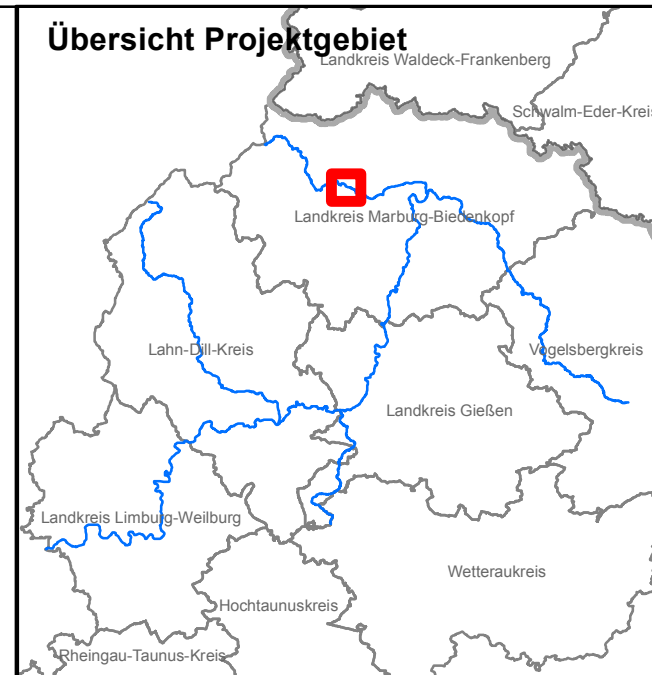 Übersicht Projektgebiet
Landkreis Waldeck-Frankenberg
Schwalm-Eder-Kreis
Landkreis Marburg-Biedenkopf
Lahn-Dill-Kreis
Vogelsbergkreis
Landkreis Gießen
Landkreis Limburg-Weilburg
Wetteraukreis
Hochtaunuskreis
Rheingau-Taunus-Kreis